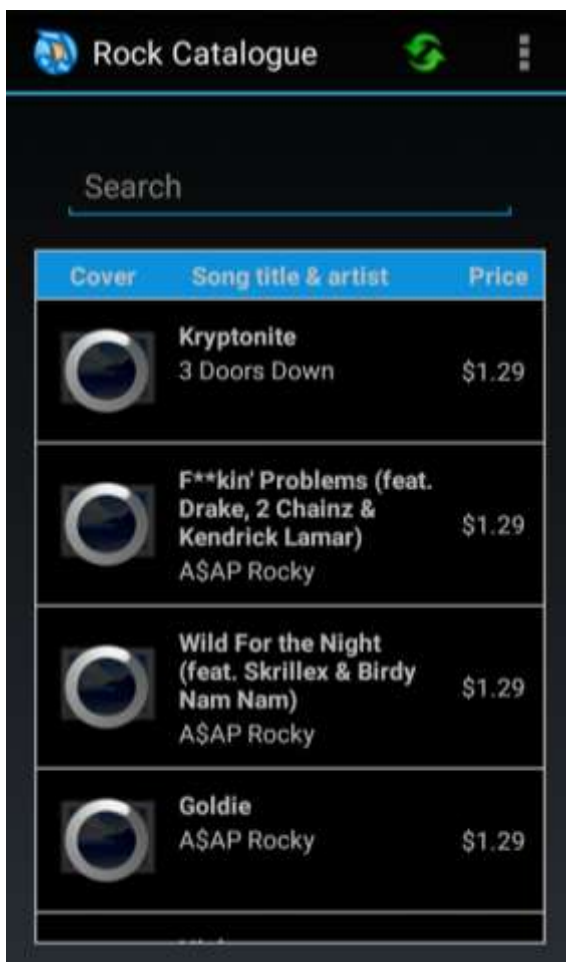 Rock Catalogue
Search
Cover Song title & artist Price
Kryptonite
3 Doors Down $1.29
F**kin' Problems (feat.
Drake, 2 Chainz &
Kendrick Lamar) $1.29
A$AP Rocky
Wild For the Night
(feat. Skrillex & Birdy
Nam Nam) $1.29
A$AP Rocky
Goldie
A$AP Rocky $1.29